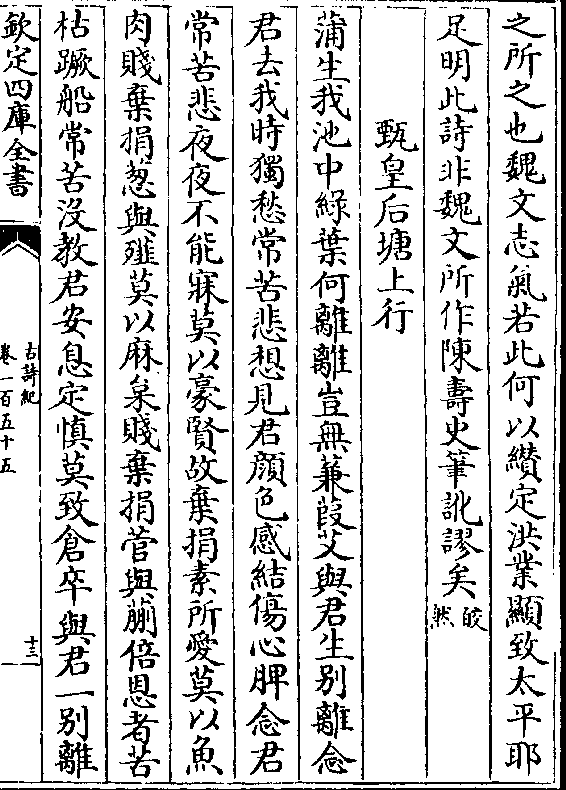 之所之也魏文志氣若此何以纉定洪業顯致太平耶
足明此詩非魏文所作陳壽史筆訛謬矣皎然
甄皇后塘上行
蒲生我池中綠葉何離離豈無蒹葭艾與君生别離念
君去我時獨愁常苦悲想見君顔色感結傷心脾念君
常苦悲夜夜不能寐莫以豪賢故棄捐素所愛莫以魚
肉賤棄捐葱與薤莫以麻枲賤棄捐菅與蒯倍恩者苦
枯蹶船常苦沒教君安息定慎莫致倉卒與君一别離
欽定四庫全書
古詩紀
卷一百五十五
十三